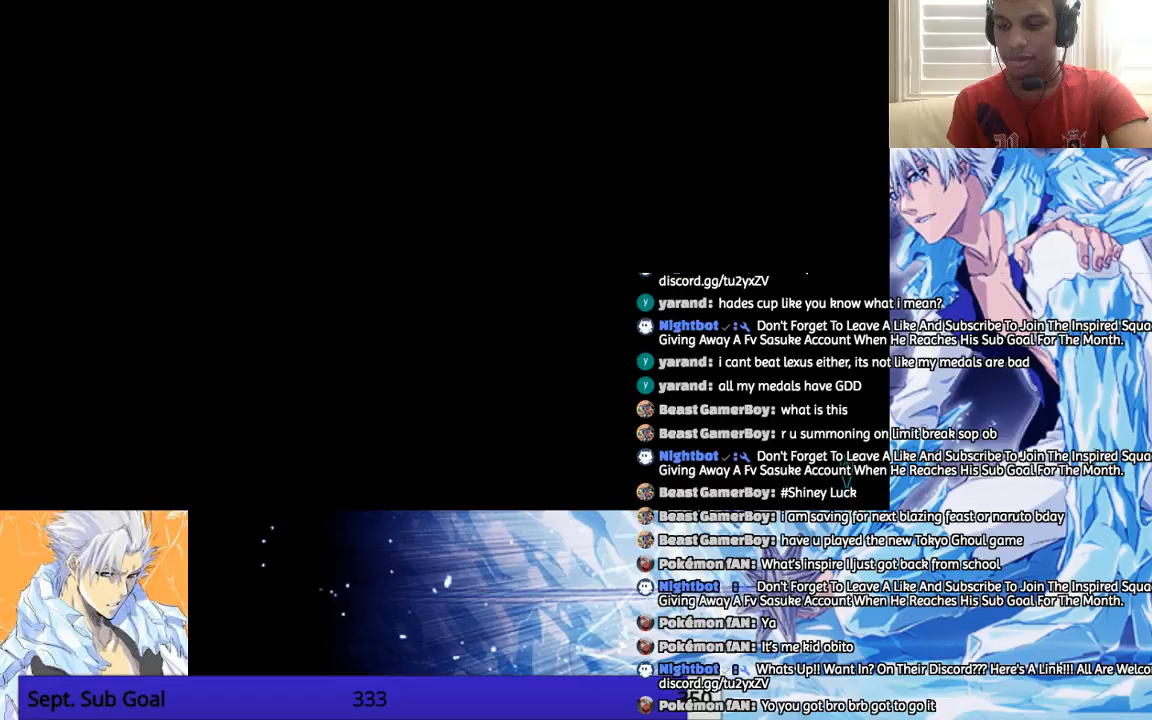 discord.gg/tu2yxZV
y yarand: hades cup like you know what i mean?
Nightbot : Don't Forget To Leave A Like And Subscribe To Join The Inspired Squa
Giving Away A Fv Sasuke Account When He Reaches His Sub Goal For The Month.
y yarand: i cant beat lexus either, its not like my medals are bad
y yarand: all my medals have GDD
Beast GamerBoy: what is this
Beast GamerBoy: r u summoning on limit break sop ob
Nightbot : Don't Forget To Leave A Like And Subscribe To Join The Inspired Squa
Giving Away A Fv Sasuke Account When He Reaches His Sub Goal For The Month.
Beast GamerBoy: #Shiney Luck
Beast GamerBoy: i am saving for next blazing feast or naruto bday
Beast GamerBoy: have u played the new Tokyo Ghoul game
Pokémon fAN: What's inspire I just got back from school
Nightbot : Don't Forget To Leave A Like And Subscribe To Join The Inspired Squa
Giving Away A Fv Sasuke Account When He Reaches His Sub Goal For The Month.
Pokémon fAN: Ya
Pokémon fAN: It's me kid obito
Nightbot : Whats Up!! Want In? On Their Discord??? Here's A Link!!! All Are Welco
discord.gg/tu2yxZV
Pokémon fAN: Yo you got bro brb got to go it
Sept. Sub Goal 333 350